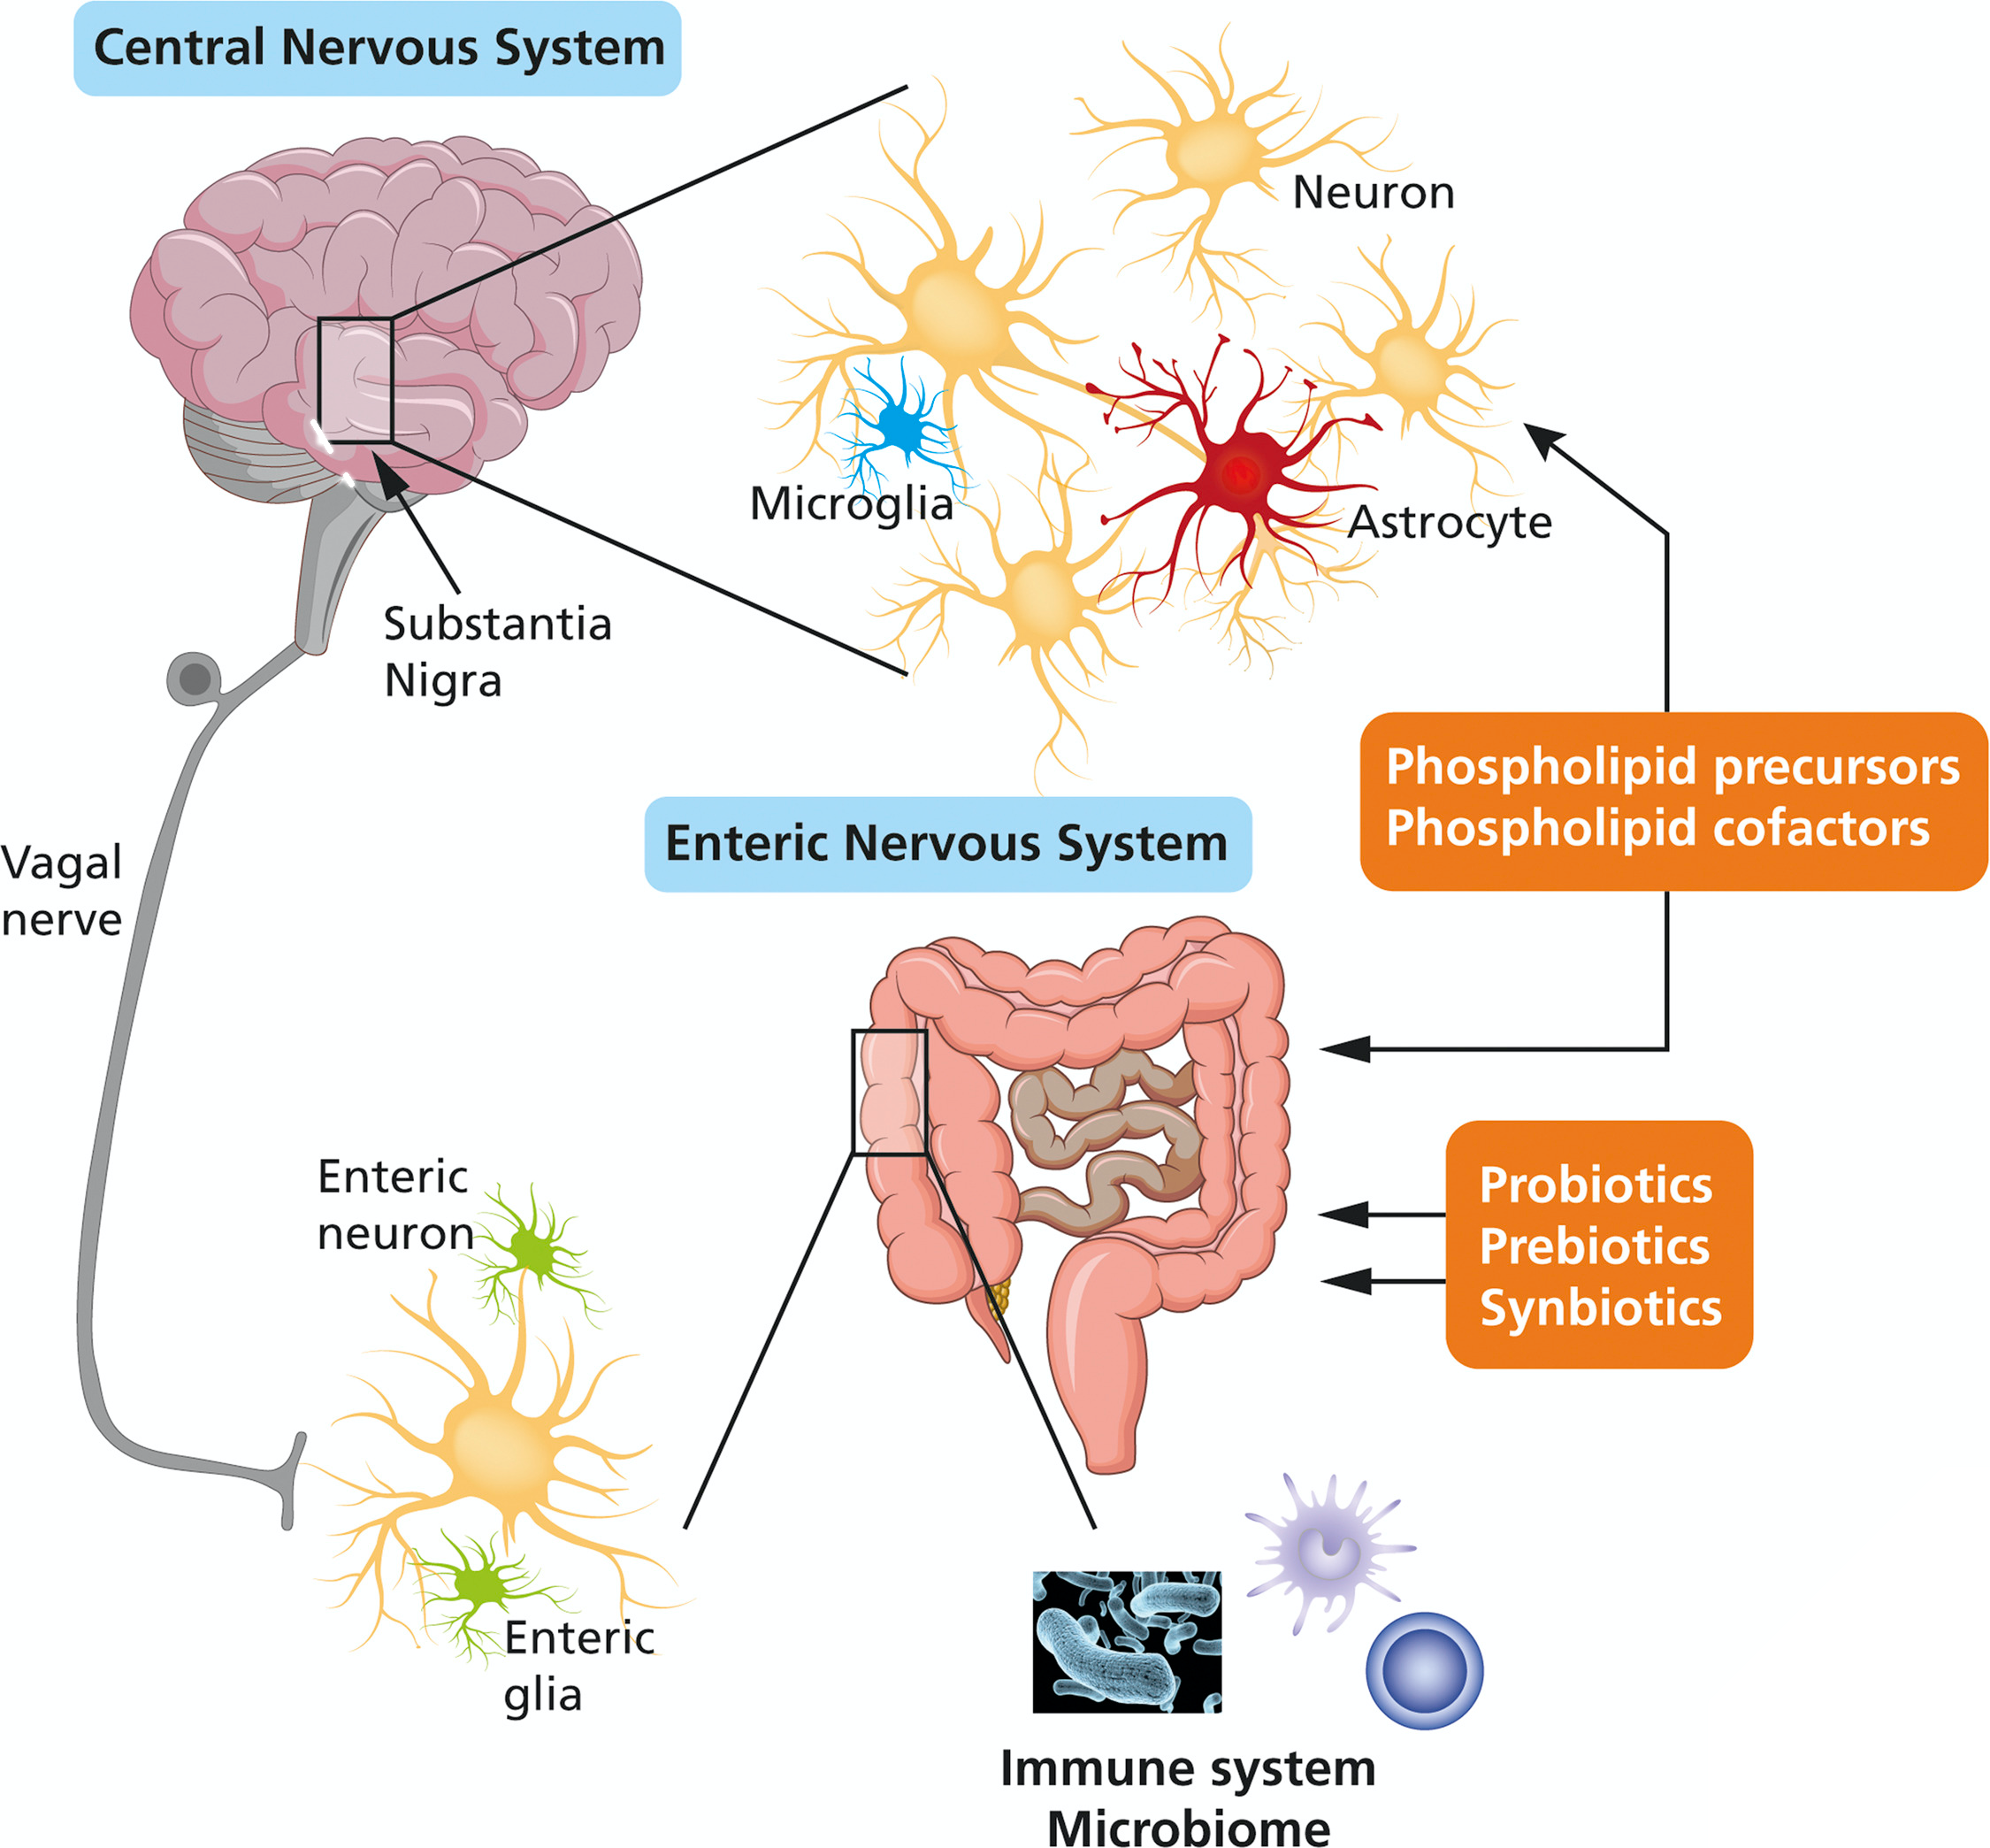 Central Nervous System
Neuron
Microglia
Astrocyte
Substantia
Nigra
Phospholipid precursors
Phospholipid cofactors
Enteric Nervous System
Vagal
nerve
Probiotics
Prebiotics
Synbiotics
Enteric
neuron
Enteric
glia
Immune system
Microbiome